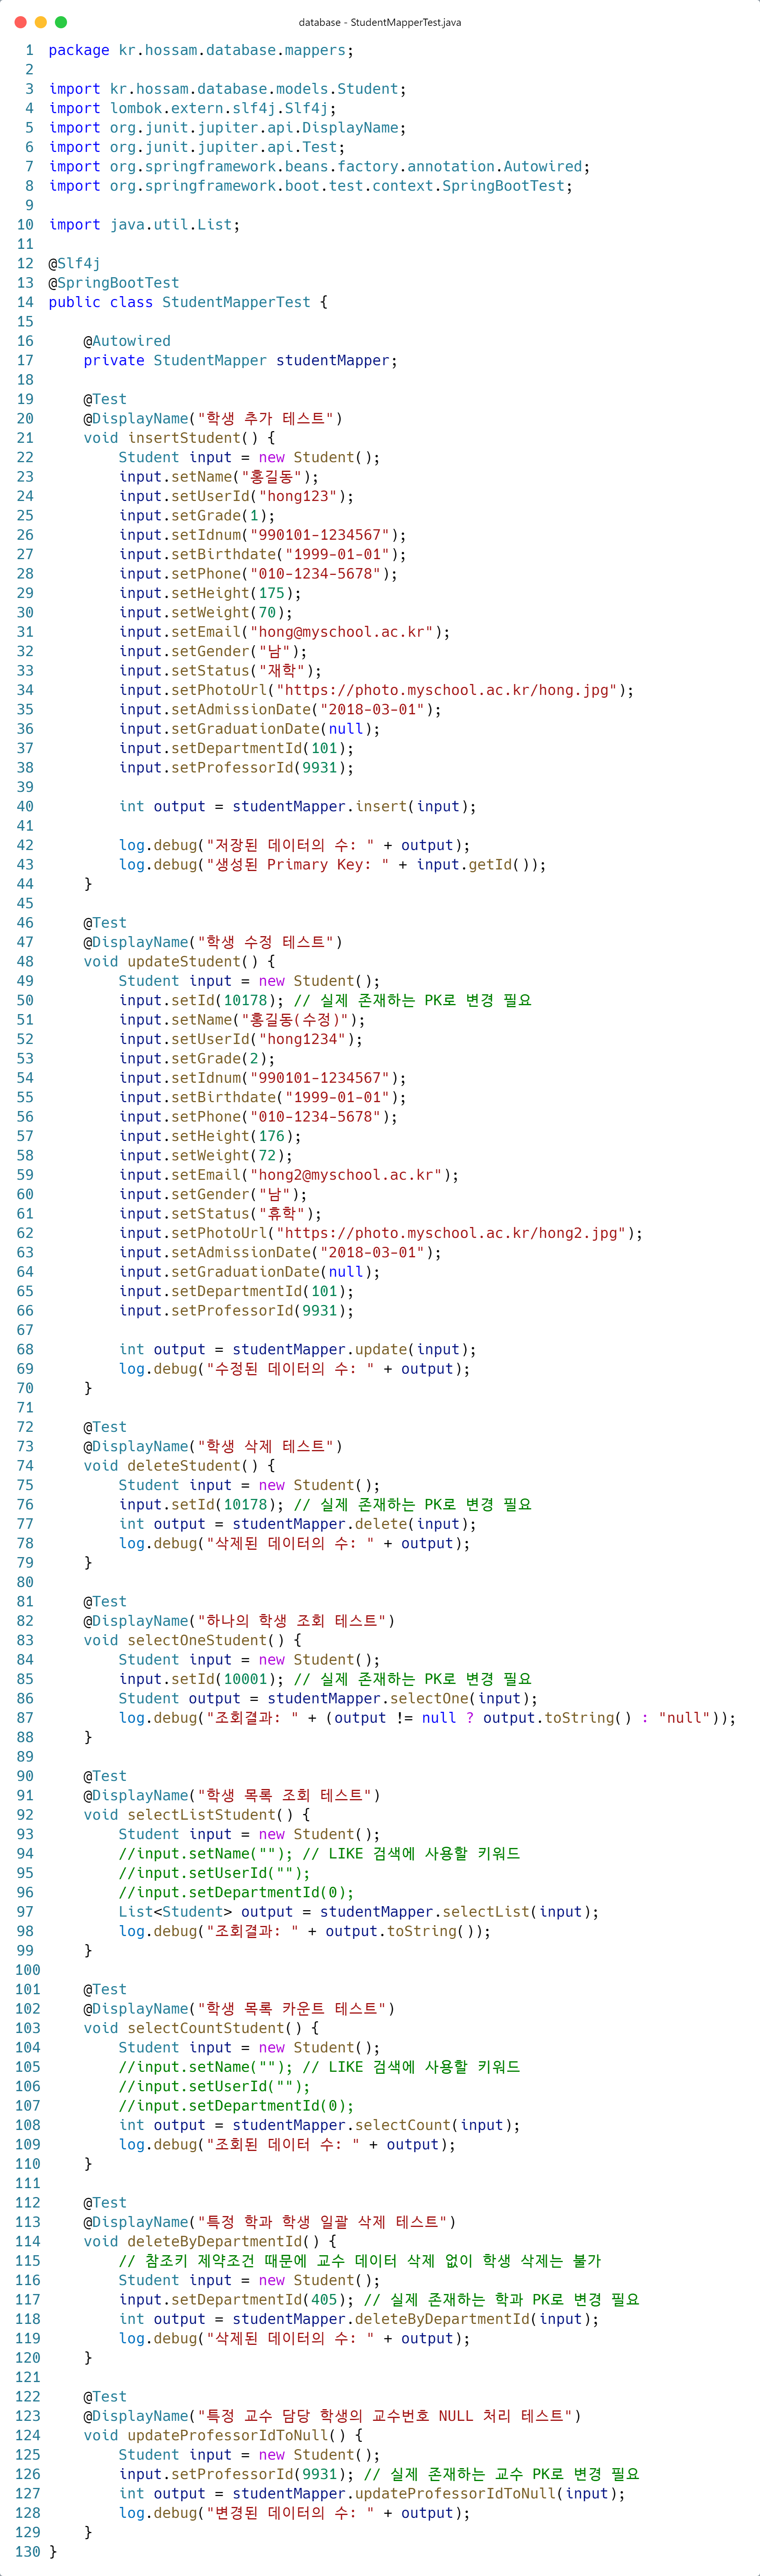 database - StudentMapperTest.java
1 package kr.hossam.database.mappers;
2
3 import kr.hossam.database.models.Student;
4 import lombok.extern.slf4j.Slf4j;
5 import org.junit.jupiter.api.DisplayName;
6 import org.junit.jupiter.api.Test;
7 import org.springframework.beans.factory.annotation.Autowired;
8 import org.springframework.boot.test.context.SpringBootTest;
9
10 import java.util.List;
11
12 @Slf4j
13 @SpringBootTest
14 public class StudentMapperTest {
15
16     @Autowired
17     private StudentMapper studentMapper;
18
19     @Test
20     @DisplayName("학생 추가 테스트")
21     void insertStudent() {
22         Student input = new Student();
23         input.setName("홍길동");
24         input.setUserId("hong123");
25         input.setGrade(1);
26         input.setIdnum("990101-1234567");
27         input.setBirthdate("1999-01-01");
28         input.setPhone("010-1234-5678");
29         input.setHeight(175);
30         input.setWeight(70);
31         input.setEmail("hong@myschool.ac.kr");
32         input.setGender("남");
33         input.setStatus("재학");
34         input.setPhotoUrl("https://photo.myschool.ac.kr/hong.jpg");
35         input.setAdmissionDate("2018-03-01");
36         input.setGraduationDate(null);
37         input.setDepartmentId(101);
38         input.setProfessorId(9931);
39
40         int output = studentMapper.insert(input);
41
42         log.debug("저장된 데이터의 수: " + output);
43         log.debug("생성된 Primary Key: " + input.getId());
44     }
45
46     @Test
47     @DisplayName("학생 수정 테스트")
48     void updateStudent() {
49         Student input = new Student();
50         input.setId(10178); // 실제 존재하는 PK로 변경 필요
51         input.setName("홍길동(수정)");
52         input.setUserId("hong1234");
53         input.setGrade(2);
54         input.setIdnum("990101-1234567");
55         input.setBirthdate("1999-01-01");
56         input.setPhone("010-1234-5678");
57         input.setHeight(176);
58         input.setWeight(72);
59         input.setEmail("hong2@myschool.ac.kr");
60         input.setGender("남");
61         input.setStatus("휴학");
62         input.setPhotoUrl("https://photo.myschool.ac.kr/hong2.jpg");
63         input.setAdmissionDate("2018-03-01");
64         input.setGraduationDate(null);
65         input.setDepartmentId(101);
66         input.setProfessorId(9931);
67
68         int output = studentMapper.update(input);
69         log.debug("수정된 데이터의 수: " + output);
70     }
71
72     @Test
73     @DisplayName("학생 삭제 테스트")
74     void deleteStudent() {
75         Student input = new Student();
76         input.setId(10178); // 실제 존재하는 PK로 변경 필요
77         int output = studentMapper.delete(input);
78         log.debug("삭제된 데이터의 수: " + output);
79     }
80
81     @Test
82     @DisplayName("하나의 학생 조회 테스트")
83     void selectOneStudent() {
84         Student input = new Student();
85         input.setId(10001); // 실제 존재하는 PK로 변경 필요
86         Student output = studentMapper.selectOne(input);
87         log.debug("조회결과: " + (output != null ? output.toString() : "null"));
88     }
89
90     @Test
91     @DisplayName("학생 목록 조회 테스트")
92     void selectListStudent() {
93         Student input = new Student();
94         //input.setName(""); // LIKE 검색에 사용할 키워드
95         //input.setUserId("");
96         //input.setDepartmentId(0);
97         List<Student> output = studentMapper.selectList(input);
98         log.debug("조회결과: " + output.toString());
99     }
100
101     @Test
102     @DisplayName("학생 목록 카운트 테스트")
103     void selectCountStudent() {
104         Student input = new Student();
105         //input.setName(""); // LIKE 검색에 사용할 키워드
106         //input.setUserId("");
107         //input.setDepartmentId(0);
108         int output = studentMapper.selectCount(input);
109         log.debug("조회된 데이터 수: " + output);
110     }
111
112     @Test
113     @DisplayName("특정 학과 학생 일괄 삭제 테스트")
114     void deleteByDepartmentId() {
115         // 참조키 제약조건 때문에 교수 데이터 삭제 없이 학생 삭제는 불가
116         Student input = new Student();
117         input.setDepartmentId(405); // 실제 존재하는 학과 PK로 변경 필요
118         int output = studentMapper.deleteByDepartmentId(input);
119         log.debug("삭제된 데이터의 수: " + output);
120     }
121
122     @Test
123     @DisplayName("특정 교수 담당 학생의 교수번호 NULL 처리 테스트")
124     void updateProfessorIdToNull() {
125         Student input = new Student();
126         input.setProfessorId(9931); // 실제 존재하는 교수 PK로 변경 필요
127         int output = studentMapper.updateProfessorIdToNull(input);
128         log.debug("변경된 데이터의 수: " + output);
129     }
130 }